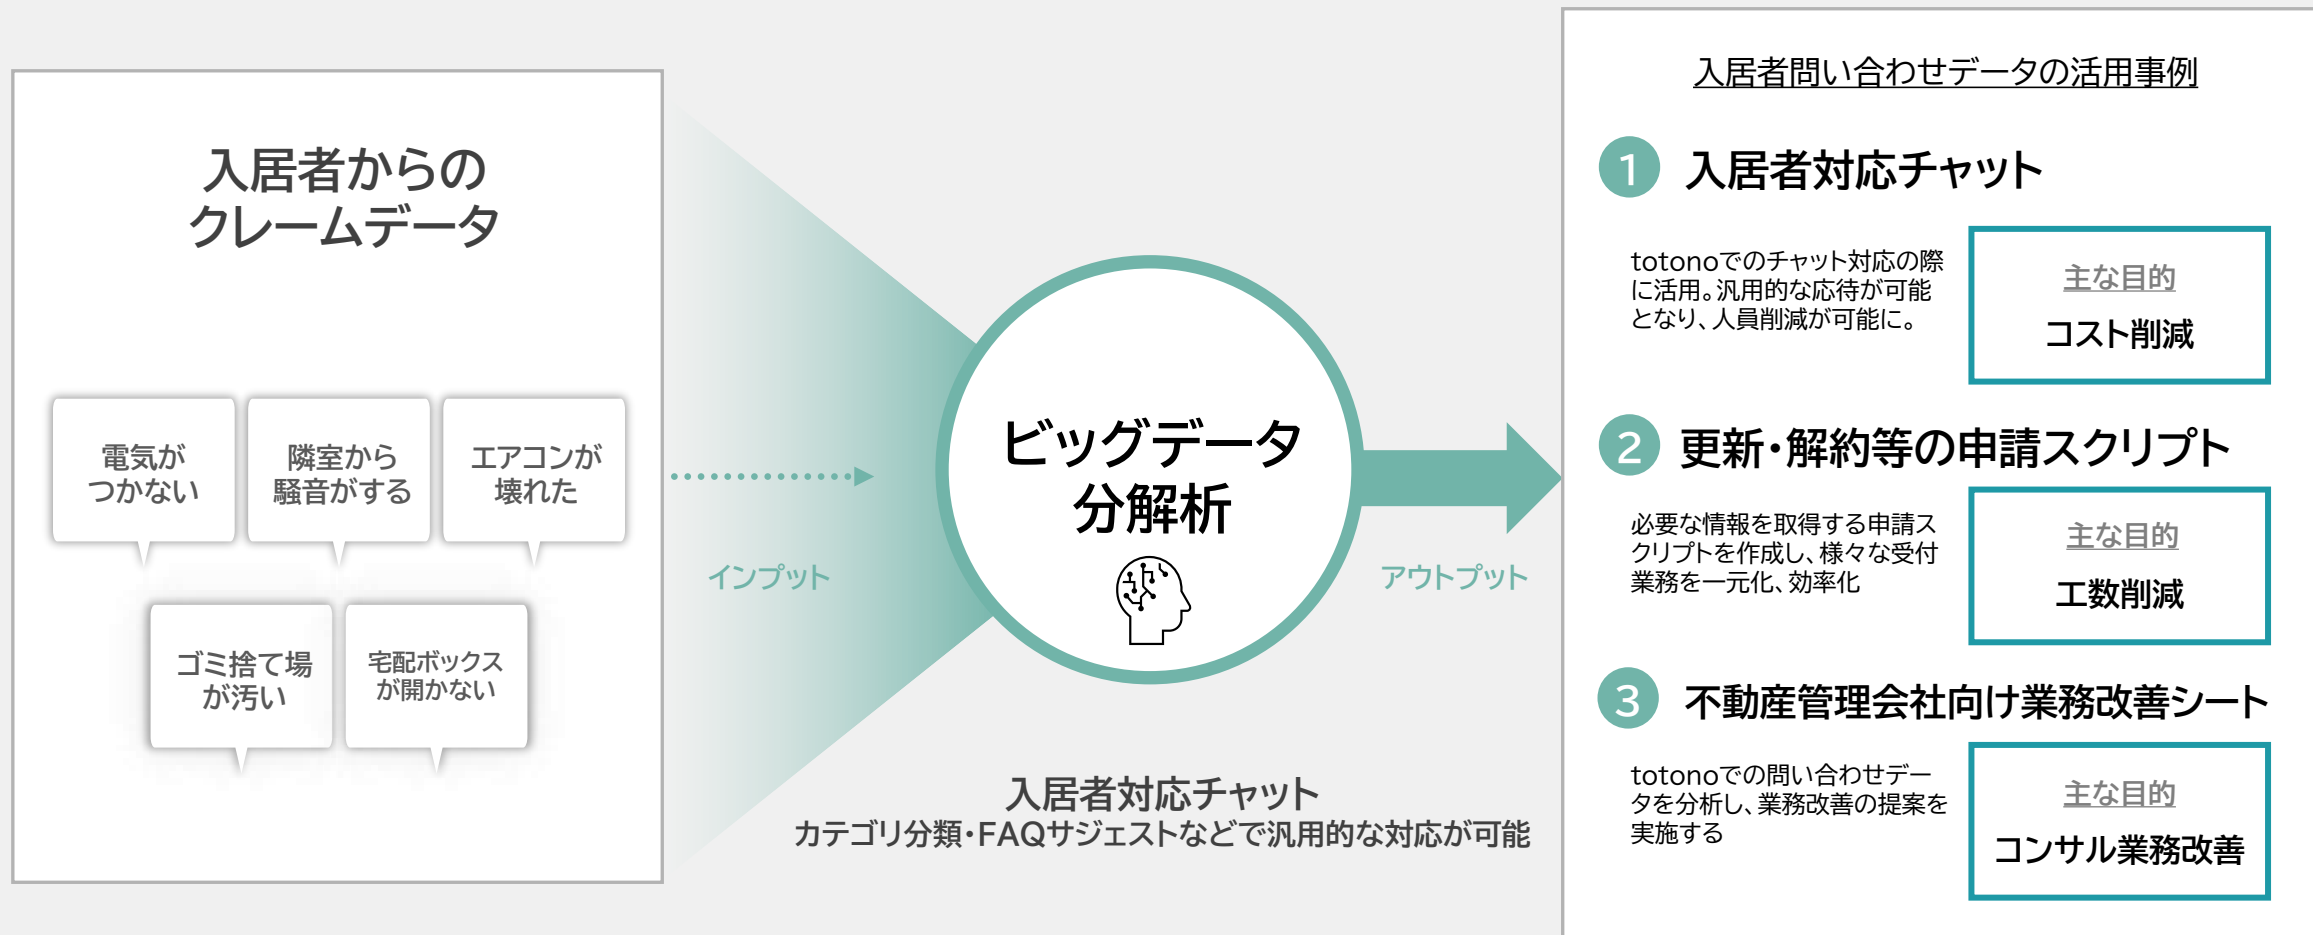 入居者からの
クレームデータ
電気が
つかない
隣室から
騒音がする
エアコンが
壊れた
ゴミ捨て場
が汚い
宅配ボックス
が開かない
インプット
ビッグデータ
分解析
アウトプット
入居者対応チャット
カテゴリ分類・FAQサジェストなどで汎用的な対応が可能
入居者問い合わせデータの活用事例
1 入居者対応チャット
totonoでのチャット対応の際
に活用。汎用的な応待が可能
となり、人員削減が可能に。
主な目的
コスト削減
2 更新・解約等の申請スクリプト
必要な情報を取得する申請ス
クリプトを作成し、様々な受付
業務を一元化、効率化
主な目的
工数削減
3 不動産管理会社向け業務改善シート
totonoでの問い合わせデー
タを分析し、業務改善の提案を
実施する
主な目的
コンサル業務改善